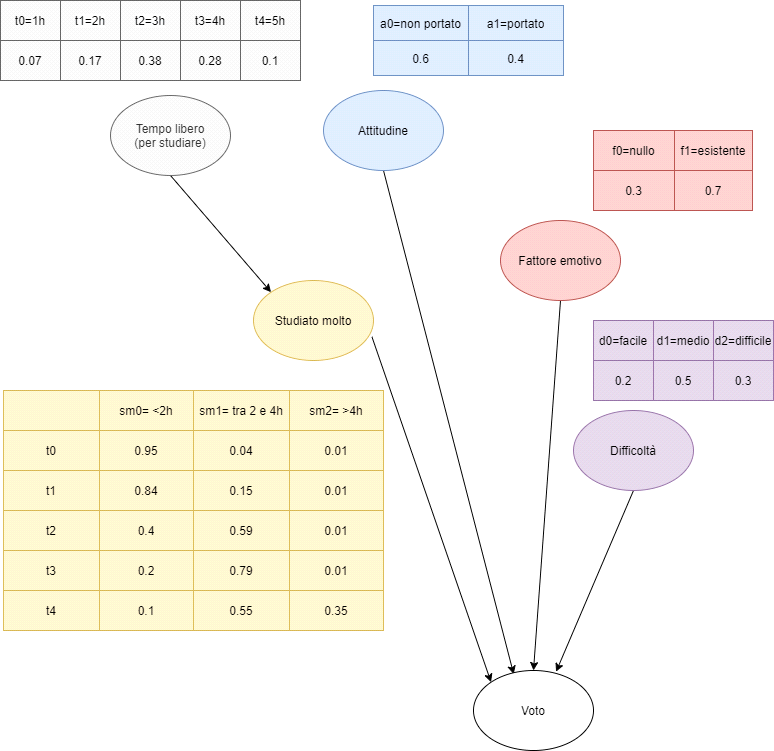 t0=1h t1=2h t2=3h t3=4h t4=5h
0.07 0.17 0.38 0.28 0.1
a0=non portato a1=portato
0.6 0.4
Tempo libero
(per studiare)
Attitudine
f0=nullo f1=esistente
0.3 0.7
Fattore emotivo
Studiato molto
d0=facile d1=medio d2=difficile
0.2 0.5 0.3
sm0= <2h sm1= tra 2 e 4h sm2= >4h
t0 0.95 0.04 0.01
t1 0.84 0.15 0.01
t2 0.4 0.59 0.01
t3 0.2 0.79 0.01
t4 0.1 0.55 0.35
Difficoltà
Voto